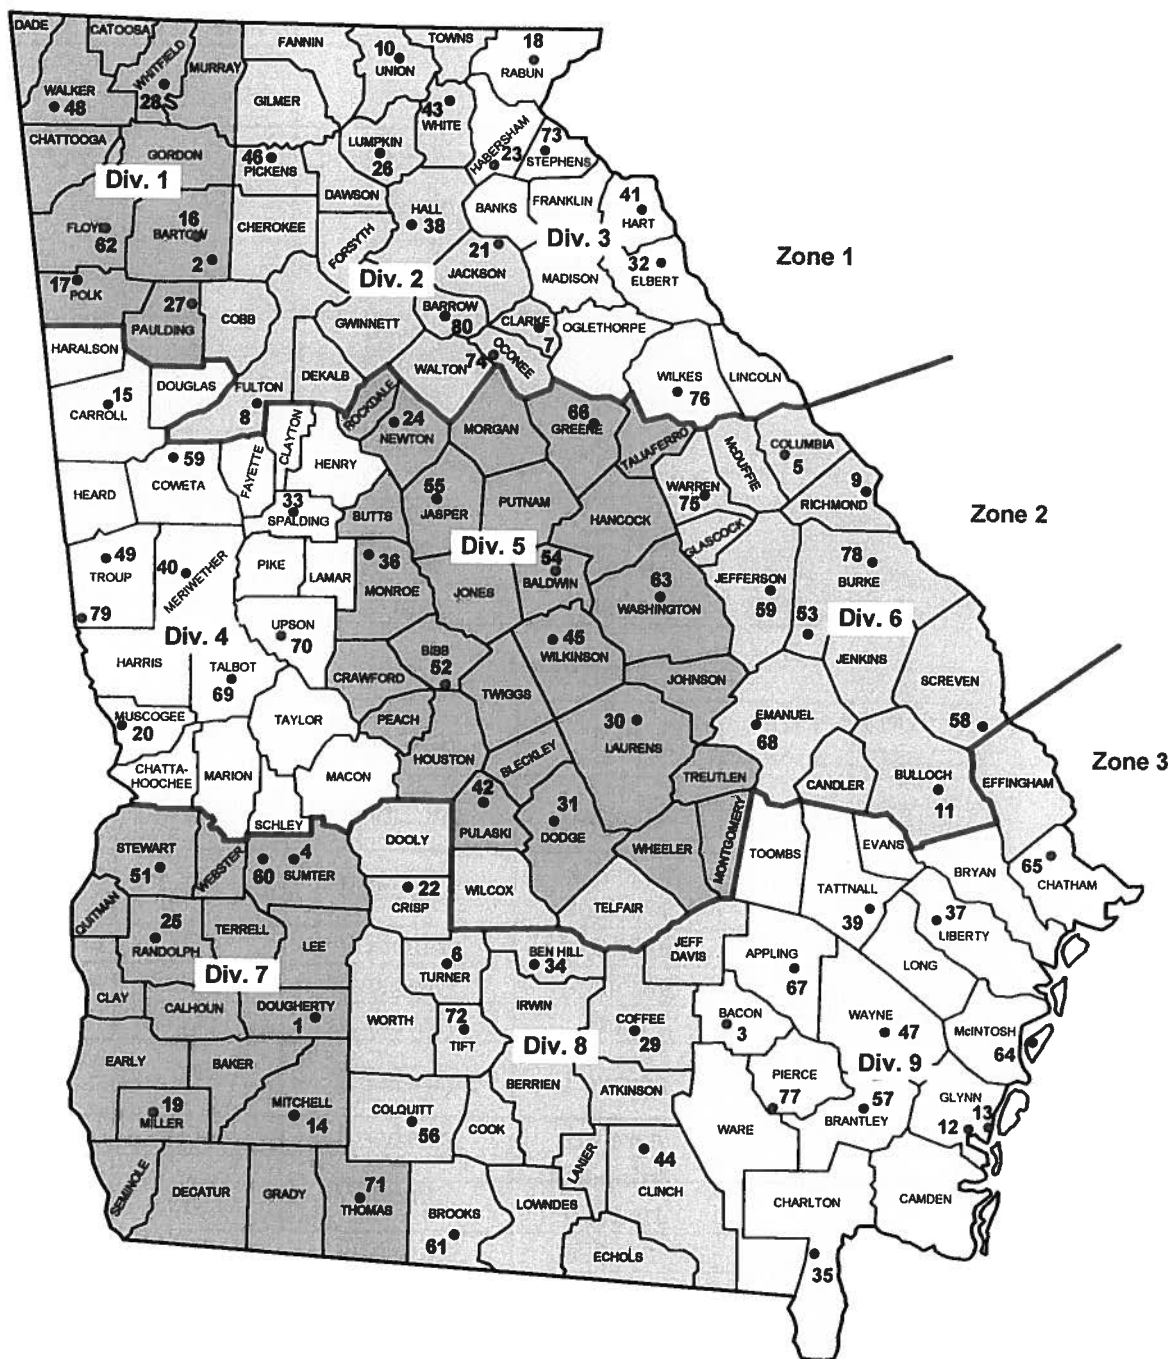 DADE
CATOOSA
WHITFIELD
MURRAY
FANNIN
10
UNION
TOWNS
18
RABUN
WALKER
48
28
S
GILMER
43
WHITE
HABERSHAM
23
73
STEPHENS
CHATTOOGA
GORDON
46
PICKENS
LUMPKIN
26
Div. 1
DAWSON
HALL
38
BANKS
FRANKLIN
41
HART
FLOYD
62
16
BARTOW
2
CHEROKEE
FORSYTH
21
JACKSON
Div. 3
Zone 1
32
ELBERT
17
POLK
27
PAULDING
Div. 2
MADISON
COBB
GWINNETT
BARROW
80
CLARKE
7
OGLETHORPE
HARALSON
74
OCONEE
DOUGLAS
FULTON
8
DEKALB
WALTON
WILKES
76
LINCOLN
15
CARROLL
ROCKDALE
24
NEWTON
MORGAN
66
GREENE
TALIAFERRO
McDUFFIE
COLUMBIA
5
59
COWETA
FAYETTE
CLAYTON
HENRY
HEARD
33
SPALDING
BUTTS
55
JASPER
PUTNAM
HANCOCK
WARREN
75
9
RICHMOND
Zone 2
GLASCOCK
49
TROUP
40
MERIWETHER
PIKE
LAMAR
36
MONROE
Div. 5
54
BALDWIN
JONES
63
WASHINGTON
JEFFERSON
59
78
BURKE
79
Div. 4
UPSON
70
53
Div. 6
HARRIS
TALBOT
69
BIBB
52
45
WILKINSON
JENKINS
CRAWFORD
TWIGGS
JOHNSON
SCREVEN
58
MUSCOGEE
20
TAYLOR
PEACH
30
LAURENS
EMANUEL
68
CHATTA-
HOOCHEE
MARION
MACON
HOUSTON
BLECKLEY
TREUTLEN
CANDLER
BULLOCH
11
EFFINGHAM
Zone 3
SCHLEY
42
PULASKI
31
DODGE
STEWART
51
WEBSTER
60
4
SUMTER
DOOLY
WHEELER
MONTGOMERY
TOOMBS
EVANS
BRYAN
65
CHATHAM
QUITMAN
22
CRISP
WILCOX
TELFAIR
TATTNALL
39
37
LIBERTY
25
RANDOLPH
TERRELL
LEE
6
TURNER
BEN HILL
34
JEFF
DAVIS
APPLING
67
LONG
Div. 7
CLAY
CALHOUN
DOUGHERTY
1
WORTH
72
TIFT
IRWIN
COFFEE
29
BACON
3
WAYNE
47
McINTOSH
64
Div. 8
Div. 9
EARLY
BAKER
BERRIEN
ATKINSON
PIERCE
77
57
BRANTLEY
GLYNN
12
13
19
MILLER
MITCHELL
14
COLQUITT
56
COOK
WARE
SEMINOLE
DECATUR
GRADY
71
THOMAS
BROOKS
61
LOWNDES
LANIER
44
CLINCH
CHARLTON
CAMDEN
ECHOLS
35